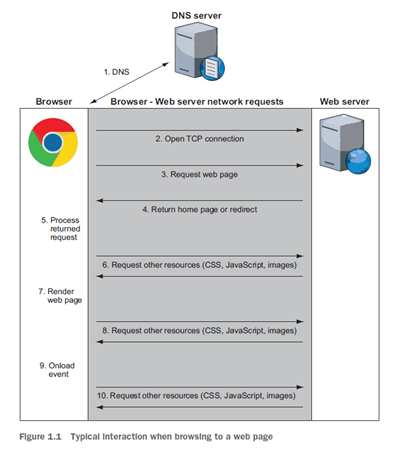 DNS server
1. DNS
Browser
Browser - Web server network requests
Web server
2. Open TCP connection
3. Request web page
4. Return home page or redirect
5. Process
returned
request
6. Request other resources (CSS, JavaScript, images)
7. Render
web page
8. Request other resources (CSS, JavaScript, images)
9. Onload
event
10. Request other resources (CSS, JavaScript, images)
Figure 1.1 Typical interaction when browsing to a web page